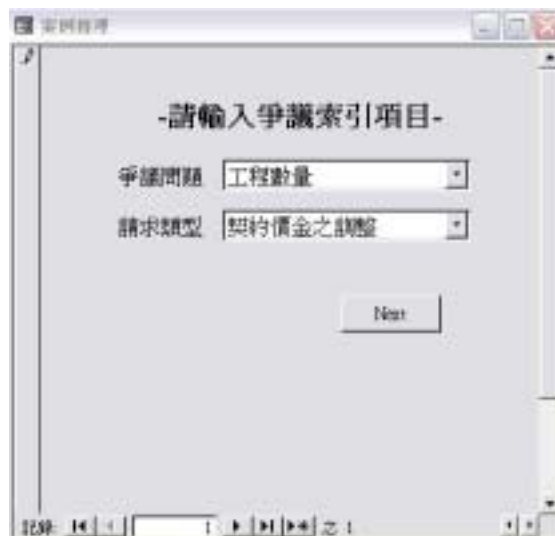 案例推理
-請輸入爭議索引項目-
爭議問題 工程數量
請求類型 契約價金之調整
Next
記錄: 1 之 1